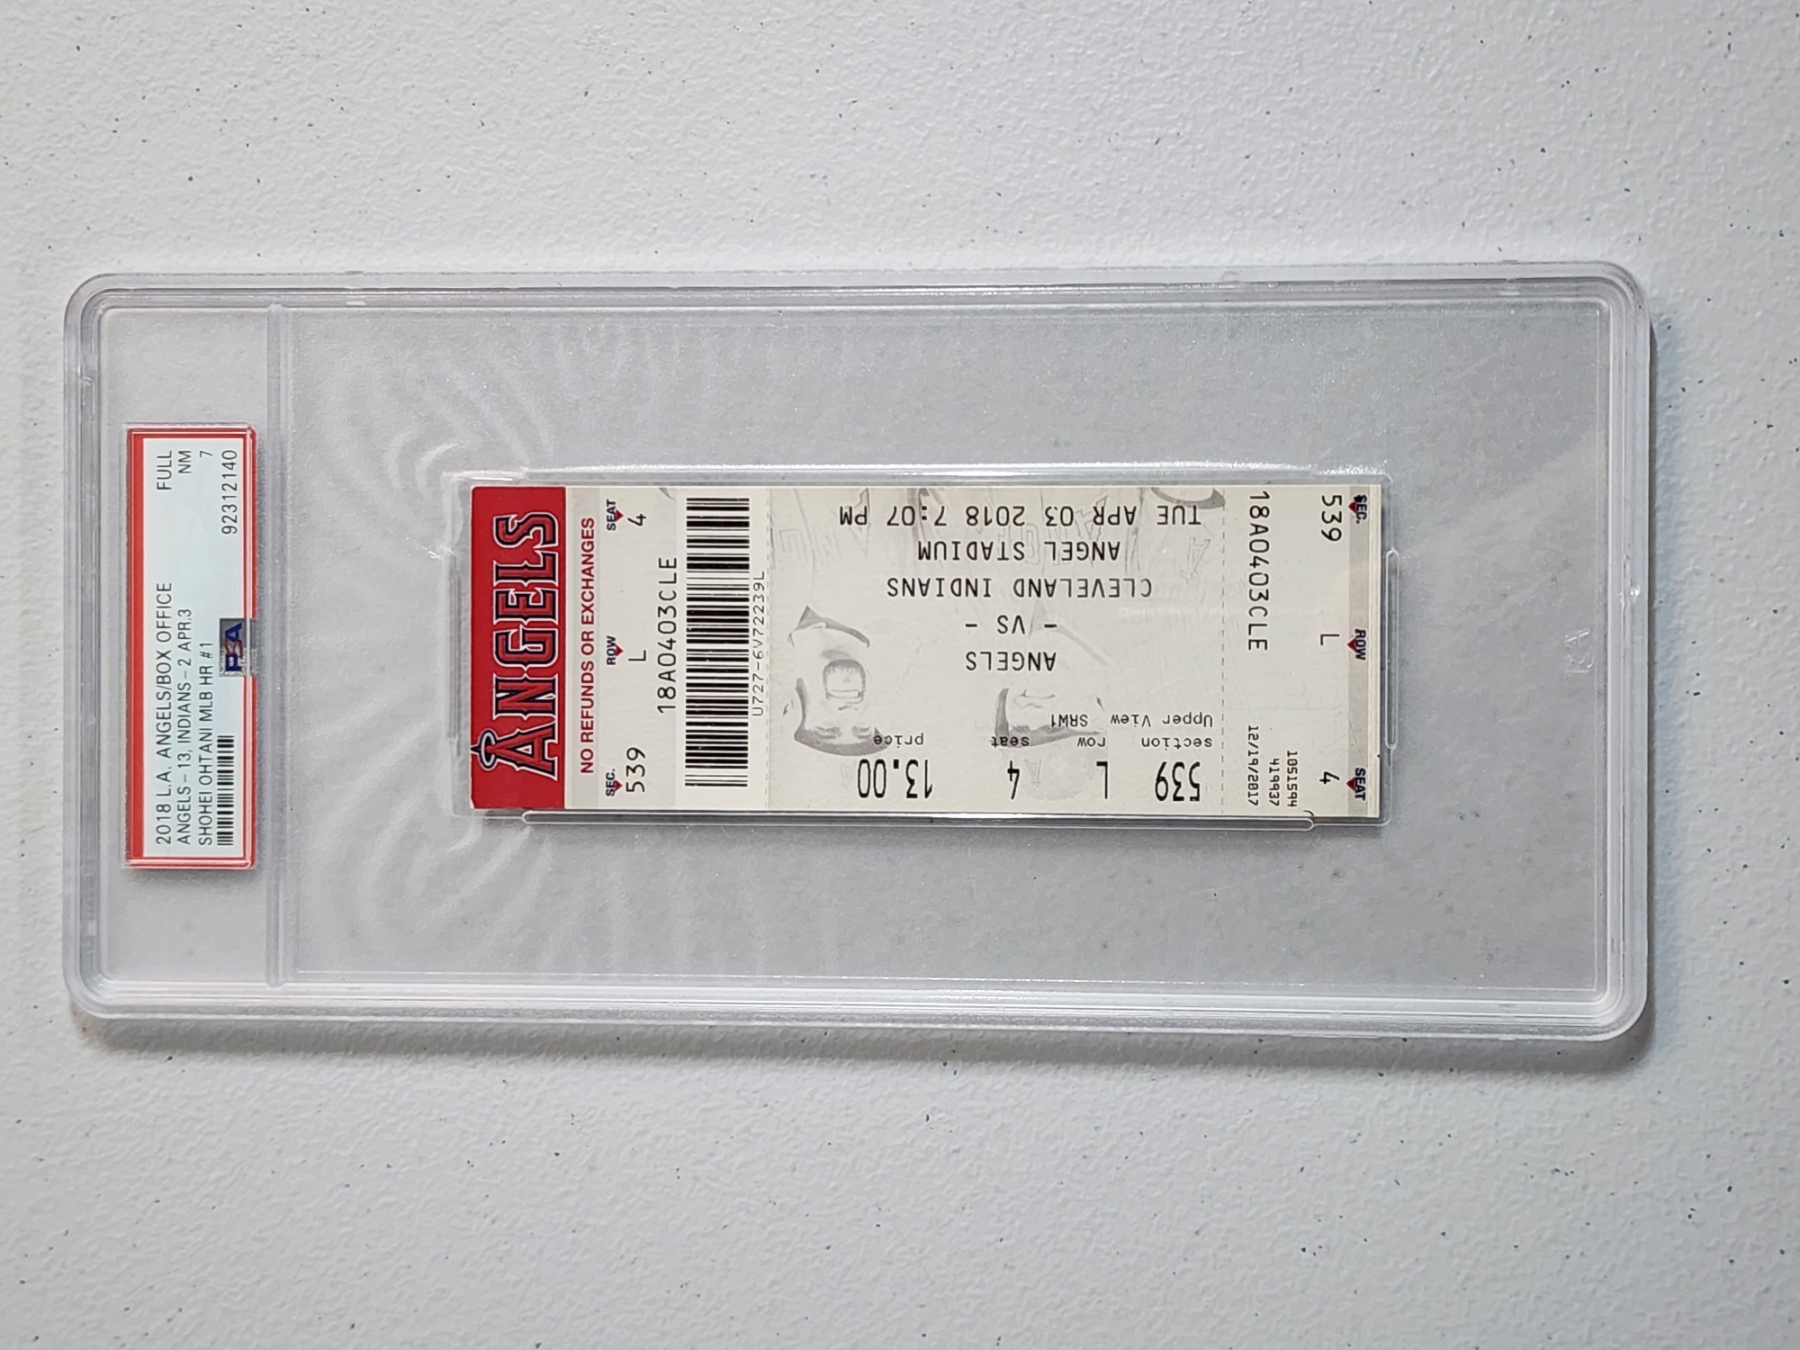 2018 L.A. ANGELS/BOX OFFICE FULL
ANGELS-13, INDIANS-2 APR.3 NM
SHOHEI OHTANI MLB HR #1 7
PSA 92312140
ANGELS
NO REFUNDS OR EXCHANGES
SEC. ROW SEAT
539 L 4
18A0403CLE
U727-6V72239L
section row seat price
539 L 4 13.00
Upper View SRW1
ANGELS
- VS -
CLEVELAND INDIANS
ANGEL STADIUM
TUE APR 03 2018 7:07 PM
18A0403CLE
12/19/2017
419937
1051594
539 L 4
SEC. ROW SEAT